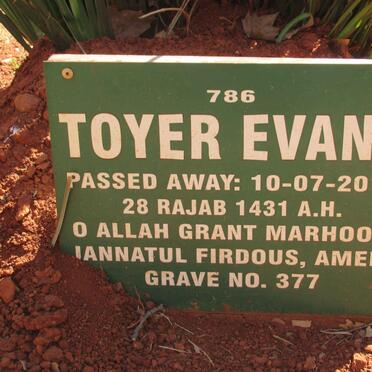 786
TOYER EVAN
PASSED AWAY: 10-07-20
28 RAJAB 1431 A.H.
O ALLAH GRANT MARHOO
JANNATUL FIRDOUS, AME
GRAVE NO. 377